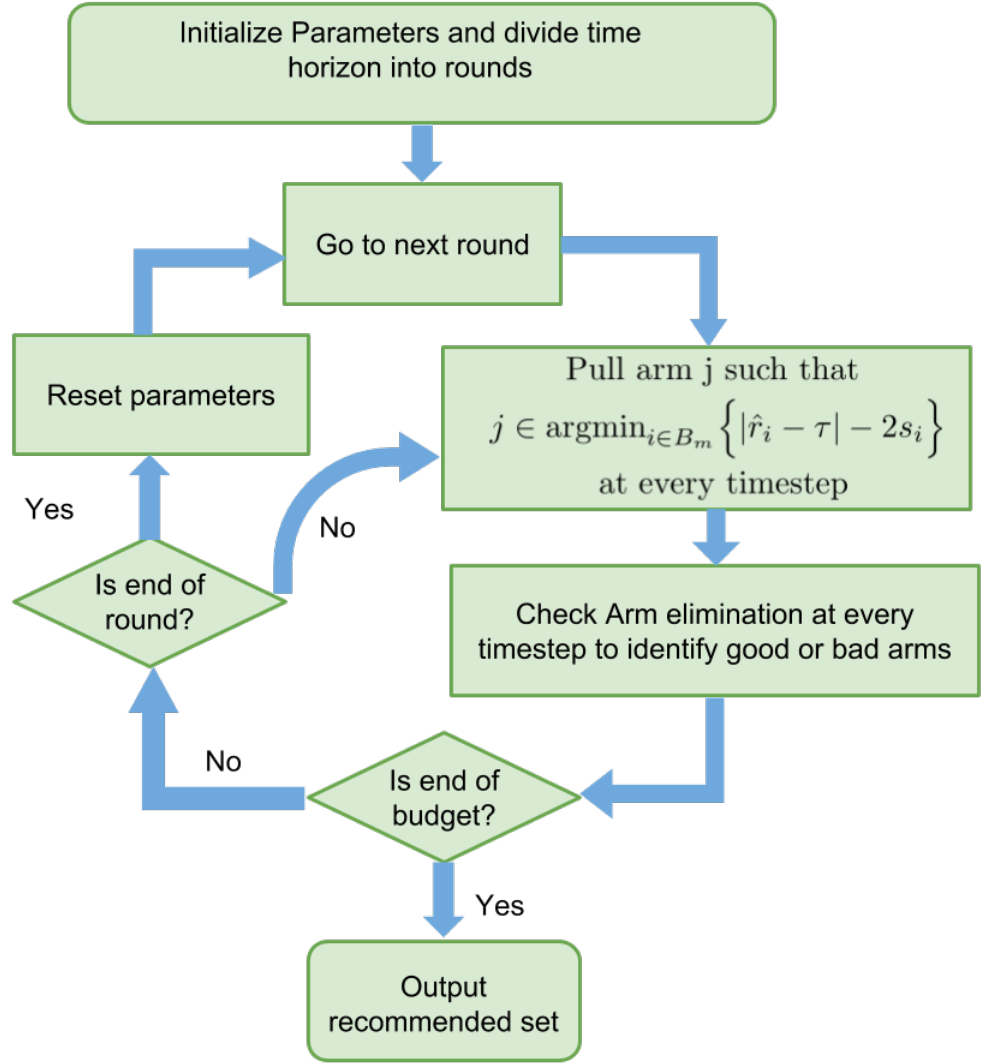 Initialize Parameters and divide time
horizon into rounds
Go to next round
Reset parameters
Pull arm j such that
j ∈ argmin_{i∈B_m} {|r̂_i − τ| − 2s_i}
at every timestep
Yes
No
Is end of
round?
Check Arm elimination at every
timestep to identify good or bad arms
No
Is end of
budget?
Yes
Output
recommended set